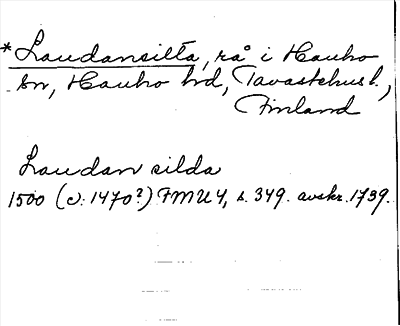 *Laudansilta, rå i Hauho
sn, Hauho hd, Tavastehus l.,
Finland
Laudan silda
1500 (c. 1470?) FMU 4, s. 349. avskr. 1739.